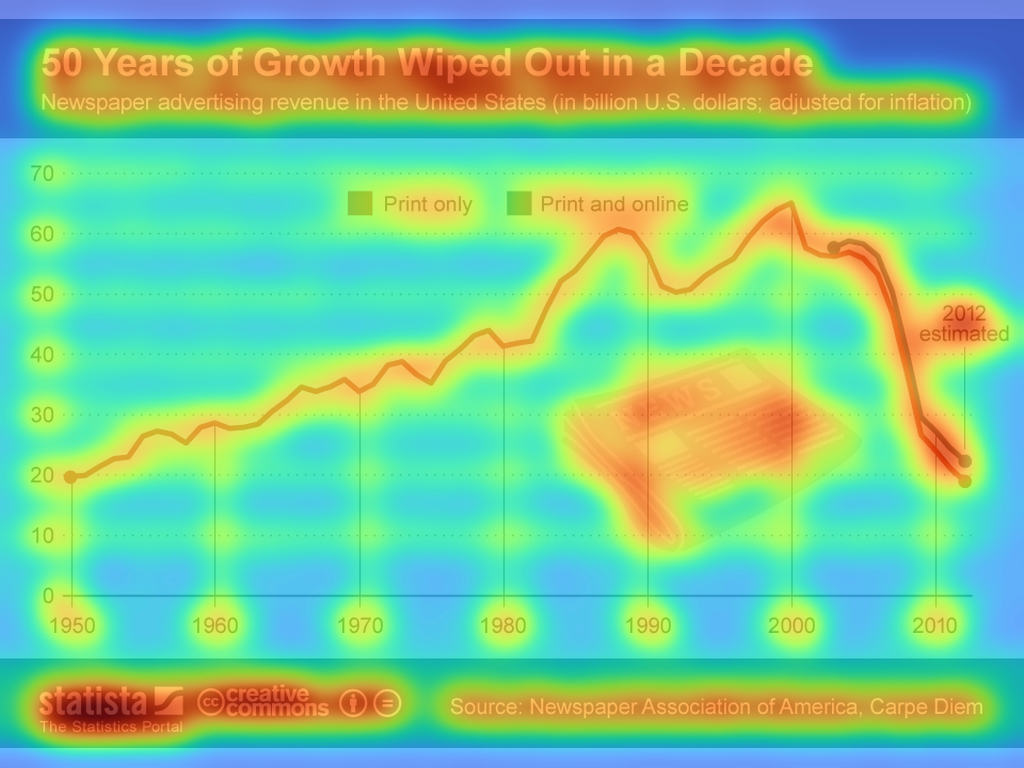 50 Years of Growth Wiped Out in a Decade
Newspaper advertising revenue in the United States (in billion U.S. dollars; adjusted for inflation)
70
Print only
Print and online
60
50
2012
estimated
40
30
NEWS
20
10
0
1950
1960
1970
1980
1990
2000
2010
statista
The Statistics Portal
cc creative
commons
Source: Newspaper Association of America, Carpe Diem